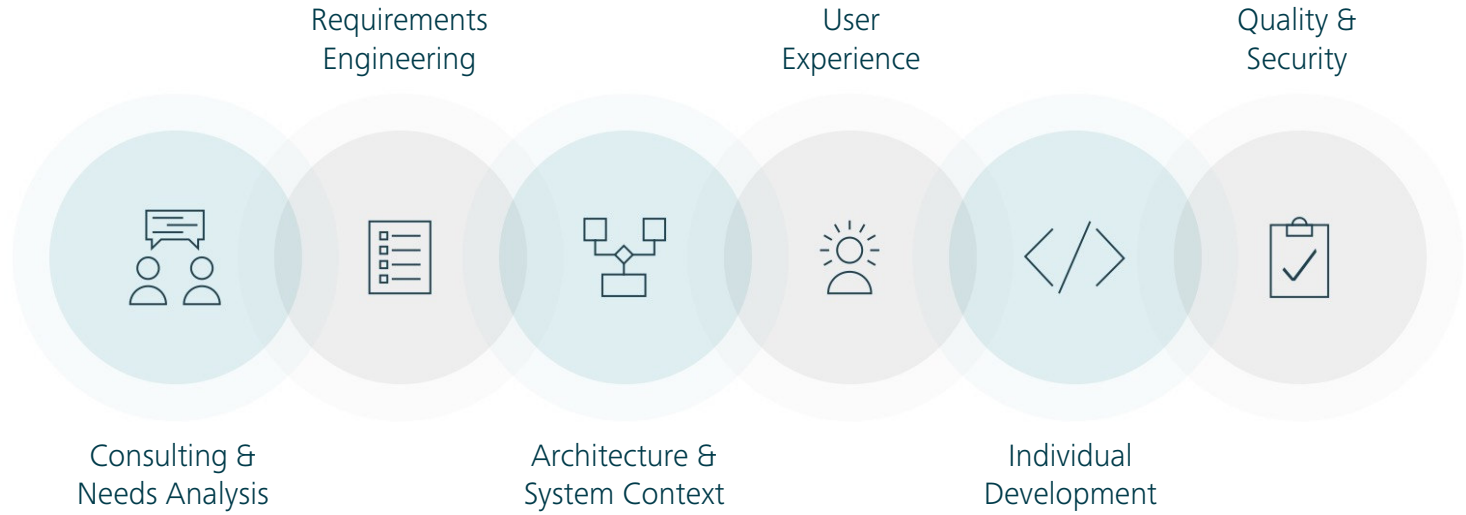 Requirements
Engineering
User
Experience
Quality &
Security
Consulting &
Needs Analysis
Architecture &
System Context
Individual
Development